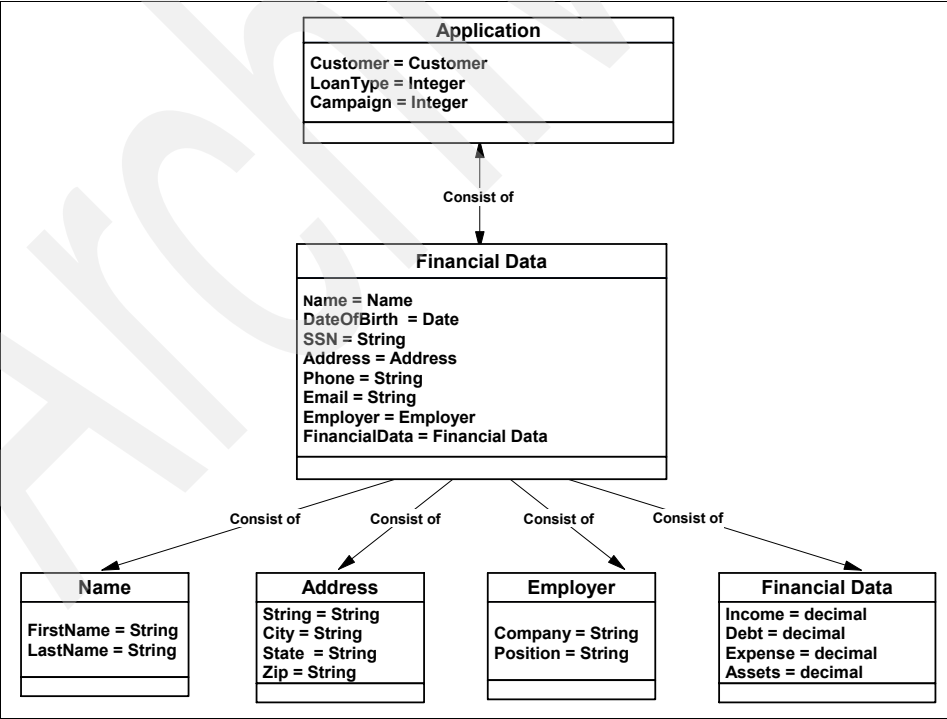 Application
Customer = Customer
LoanType = Integer
Campaign = Integer
Consist of
Financial Data
Name = Name
DateOfBirth = Date
SSN = String
Address = Address
Phone = String
Email = String
Employer = Employer
FinancialData = Financial Data
Consist of
Consist of
Consist of
Consist of
Name
FirstName = String
LastName = String
Address
String = String
City = String
State = String
Zip = String
Employer
Company = String
Position = String
Financial Data
Income = decimal
Debt = decimal
Expense = decimal
Assets = decimal